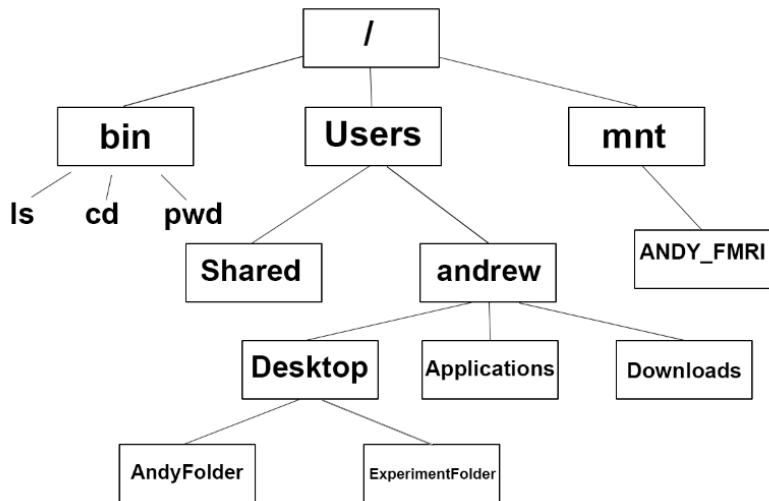 /
bin
Users
mnt
ls
cd
pwd
Shared
andrew
ANDY_FMRI
Desktop
Applications
Downloads
AndyFolder
ExperimentFolder